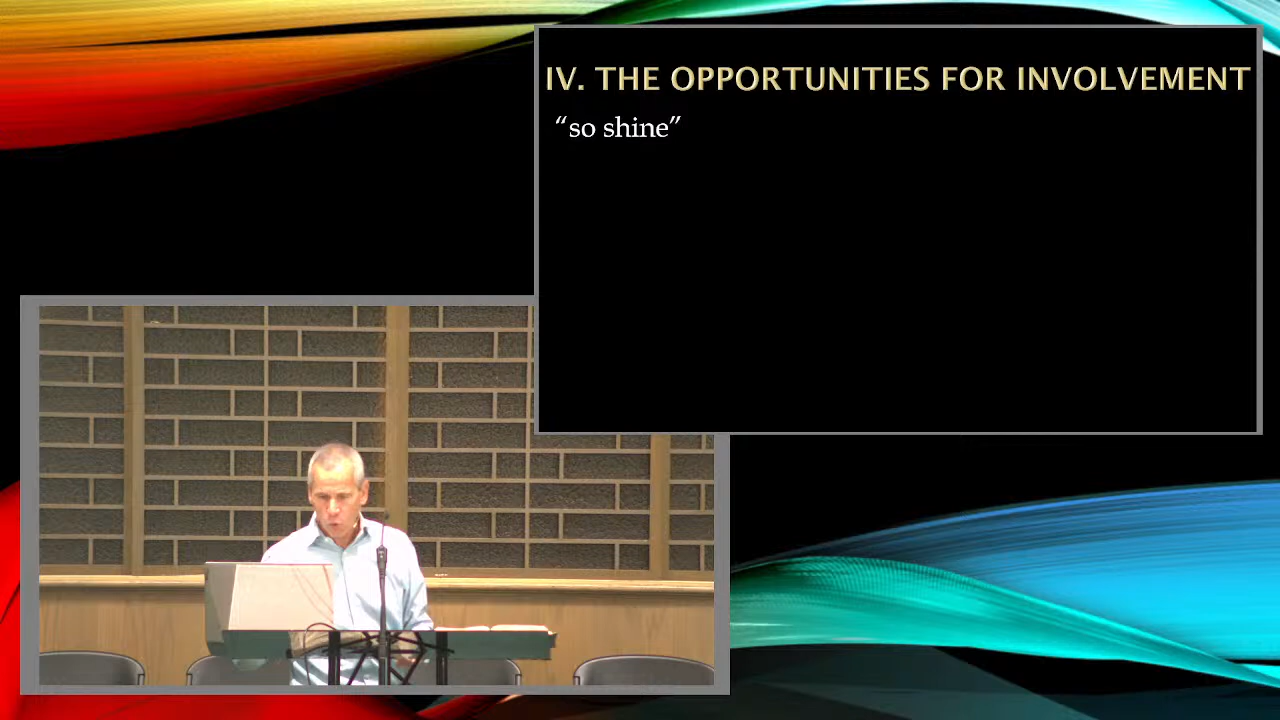 IV. THE OPPORTUNITIES FOR INVOLVEMENT
“so shine”